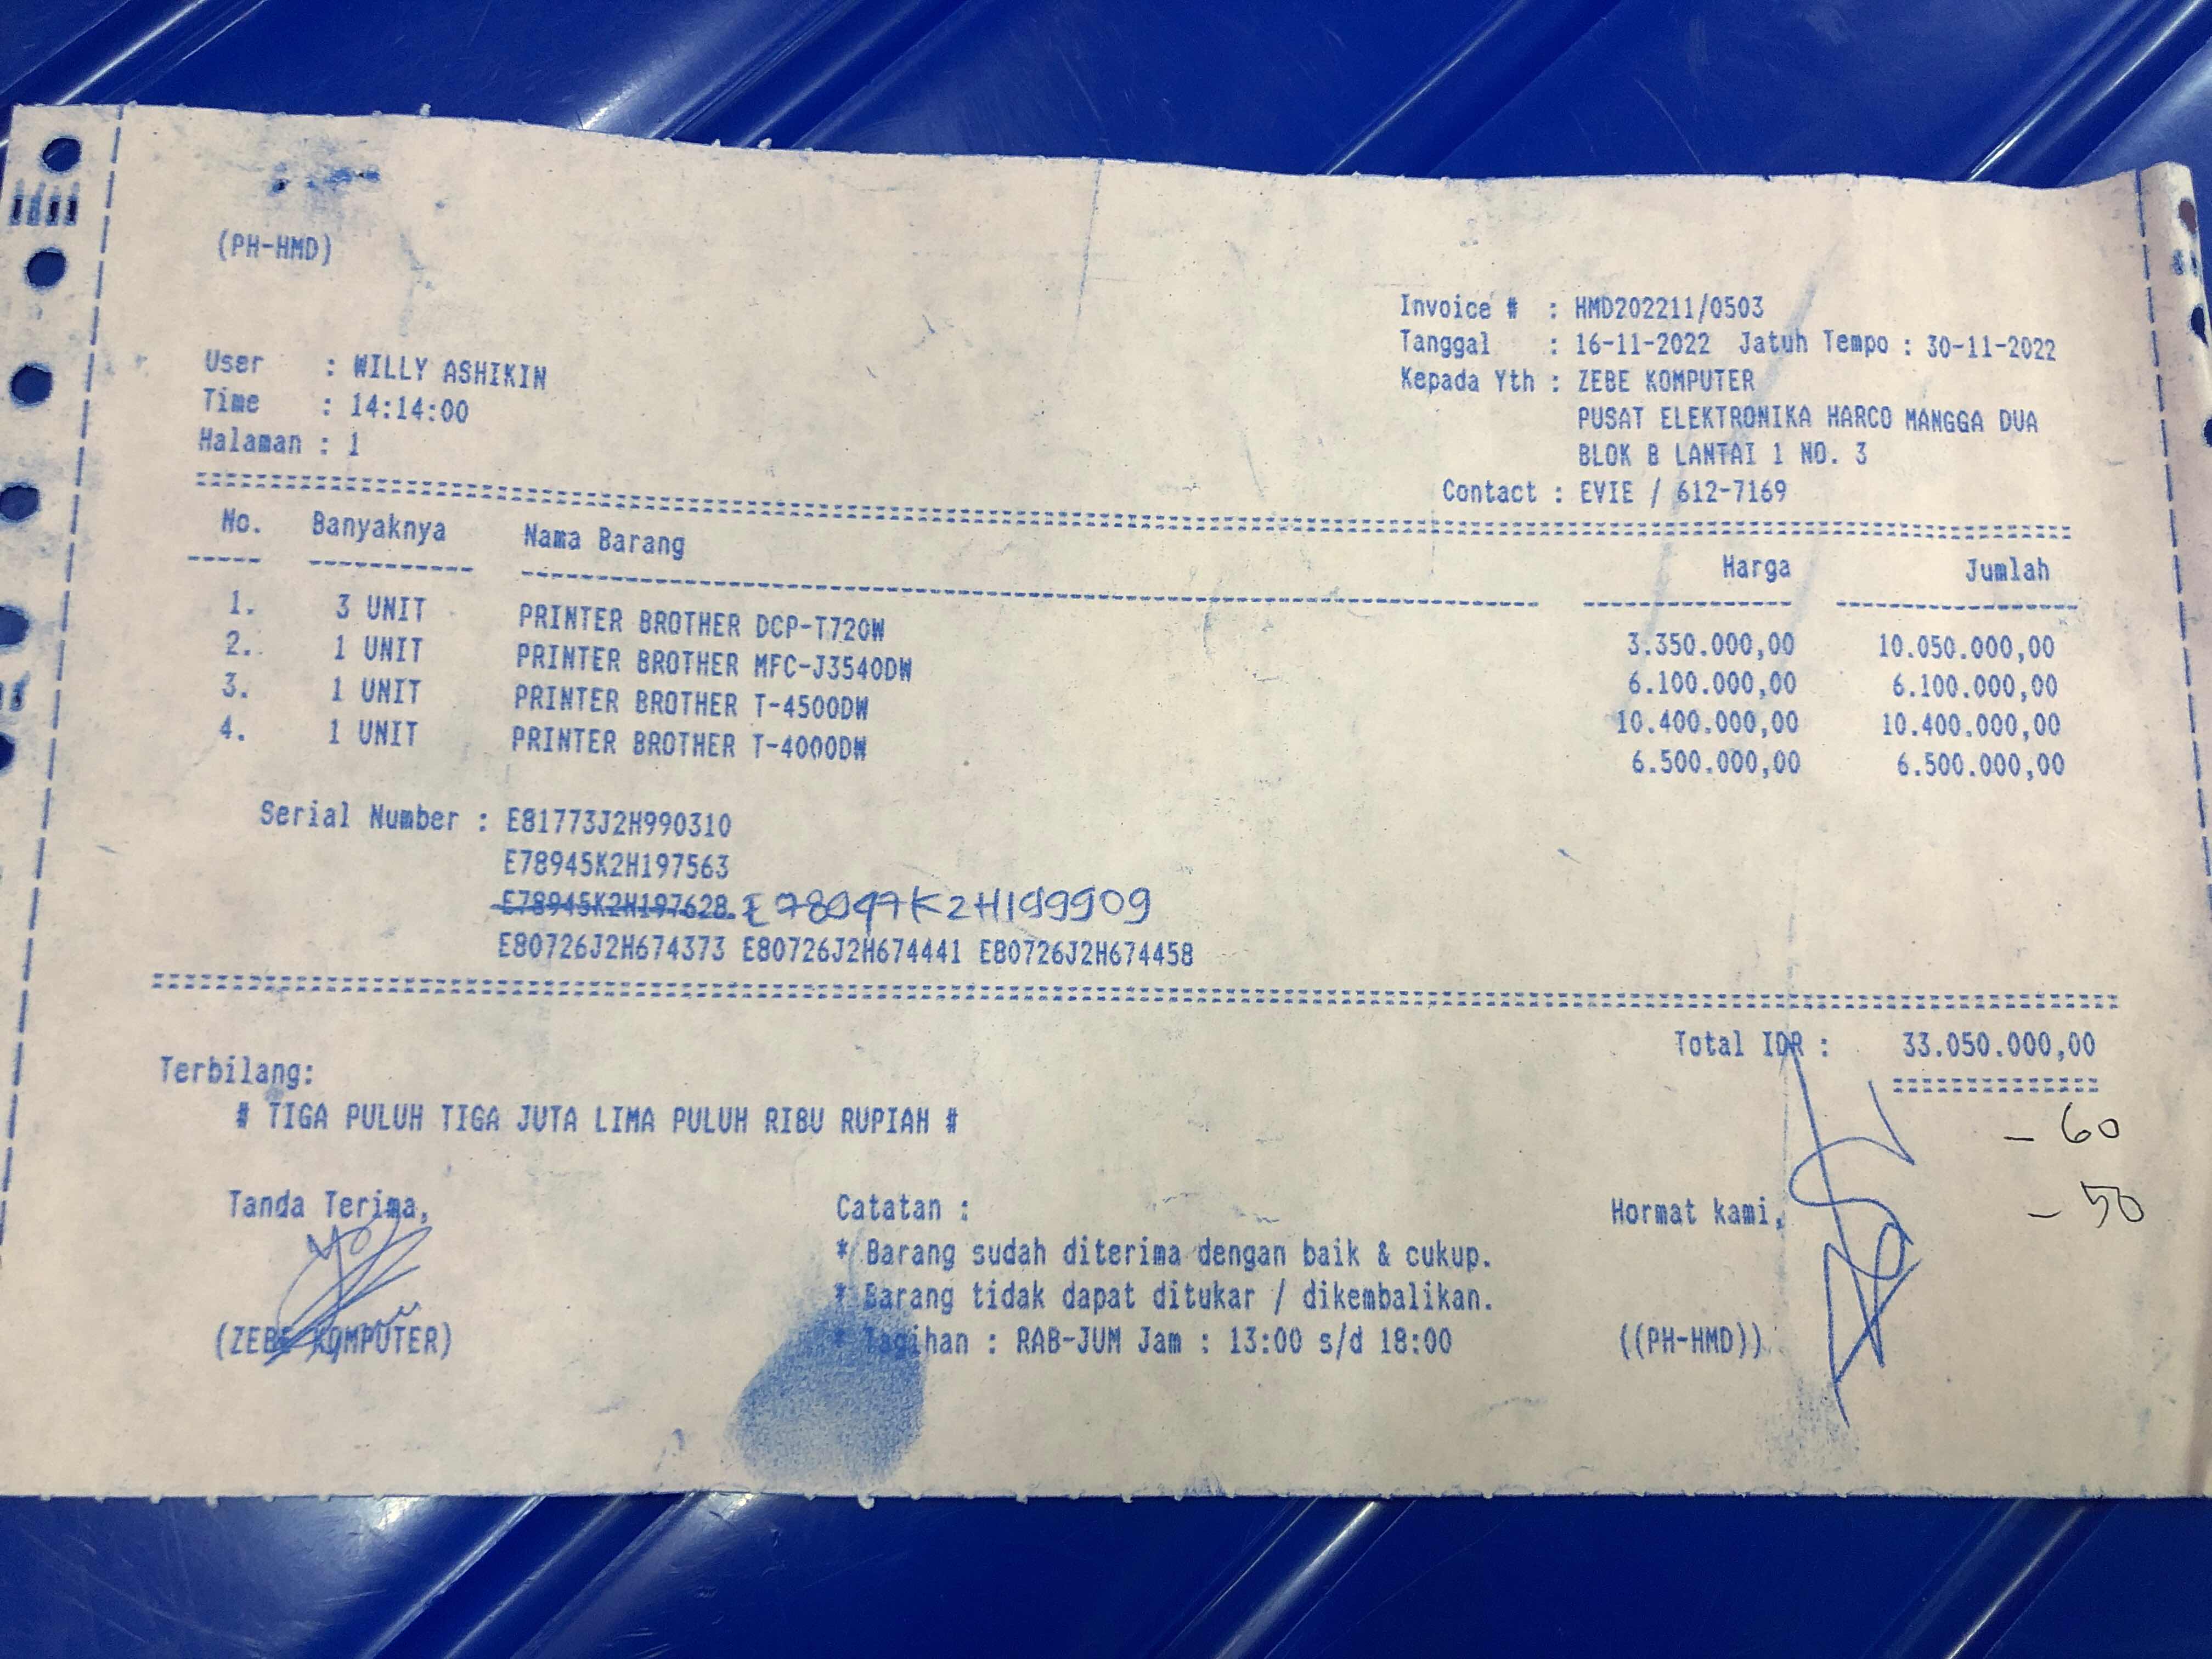 (PH-HMD)
Invoice # : HMD202211/0503
Tanggal : 16-11-2022 Jatuh Tempo : 30-11-2022
Kepada Yth : ZEBE KOMPUTER
PUSAT ELEKTRONIKA HARCO MANGGA DUA
BLOK B LANTAI 1 NO. 3
Contact : EVIE / 612-7169
User : WILLY ASHIKIN
Time : 14:14:00
Halaman : 1
No. Banyaknya Nama Barang Harga Jumlah
1. 3 UNIT PRINTER BROTHER DCP-T720W 3.350.000,00 10.050.000,00
2. 1 UNIT PRINTER BROTHER MFC-J3540DW 6.100.000,00 6.100.000,00
3. 1 UNIT PRINTER BROTHER T-4500DW 10.400.000,00 10.400.000,00
4. 1 UNIT PRINTER BROTHER T-4000DW 6.500.000,00 6.500.000,00
Serial Number : E81773J2H990310
E78945K2H197563
E78945K2H197628
E80726J2H674373 E80726J2H674441 E80726J2H674458
Total IDR : 33.050.000,00
Terbilang:
# TIGA PULUH TIGA JUTA LIMA PULUH RIBU RUPIAH #
- 60
- 50
Tanda Terima, Catatan : Hormat kami,
* Barang sudah diterima dengan baik & cukup.
* Barang tidak dapat ditukar / dikembalikan.
(ZEBE KOMPUTER) * Tagihan : RAB-JUM Jam : 13:00 s/d 18:00 ((PH-HMD))